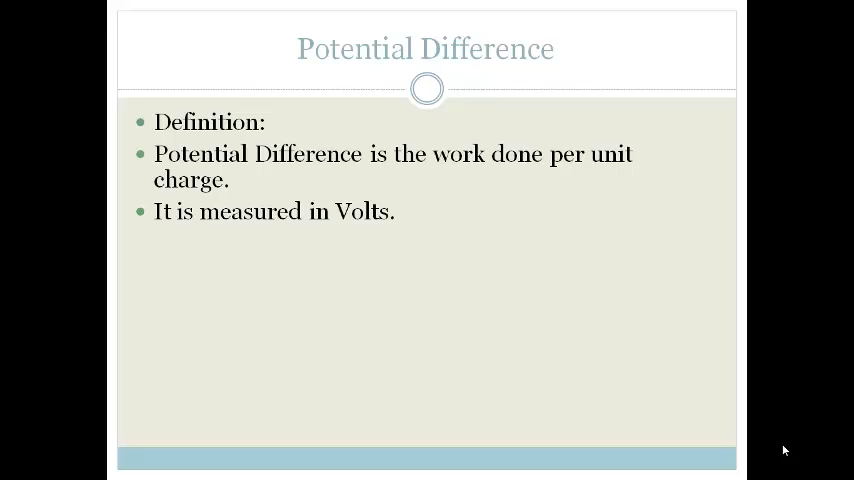 Potential Difference
Definition:
Potential Difference is the work done per unit
charge.
It is measured in Volts.